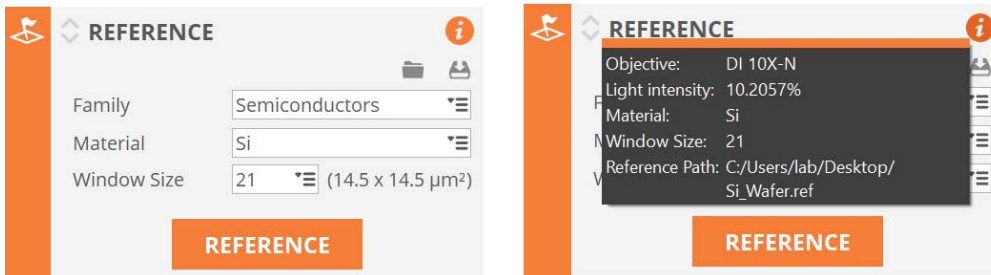 REFERENCE
i
Family Semiconductors
Material Si
Window Size 21 (14.5 x 14.5 µm²)
REFERENCE
REFERENCE
i
Objective: DI 10X-N
Light intensity: 10.2057%
Material: Si
Window Size: 21
Reference Path: C:/Users/lab/Desktop/
Si_Wafer.ref
REFERENCE